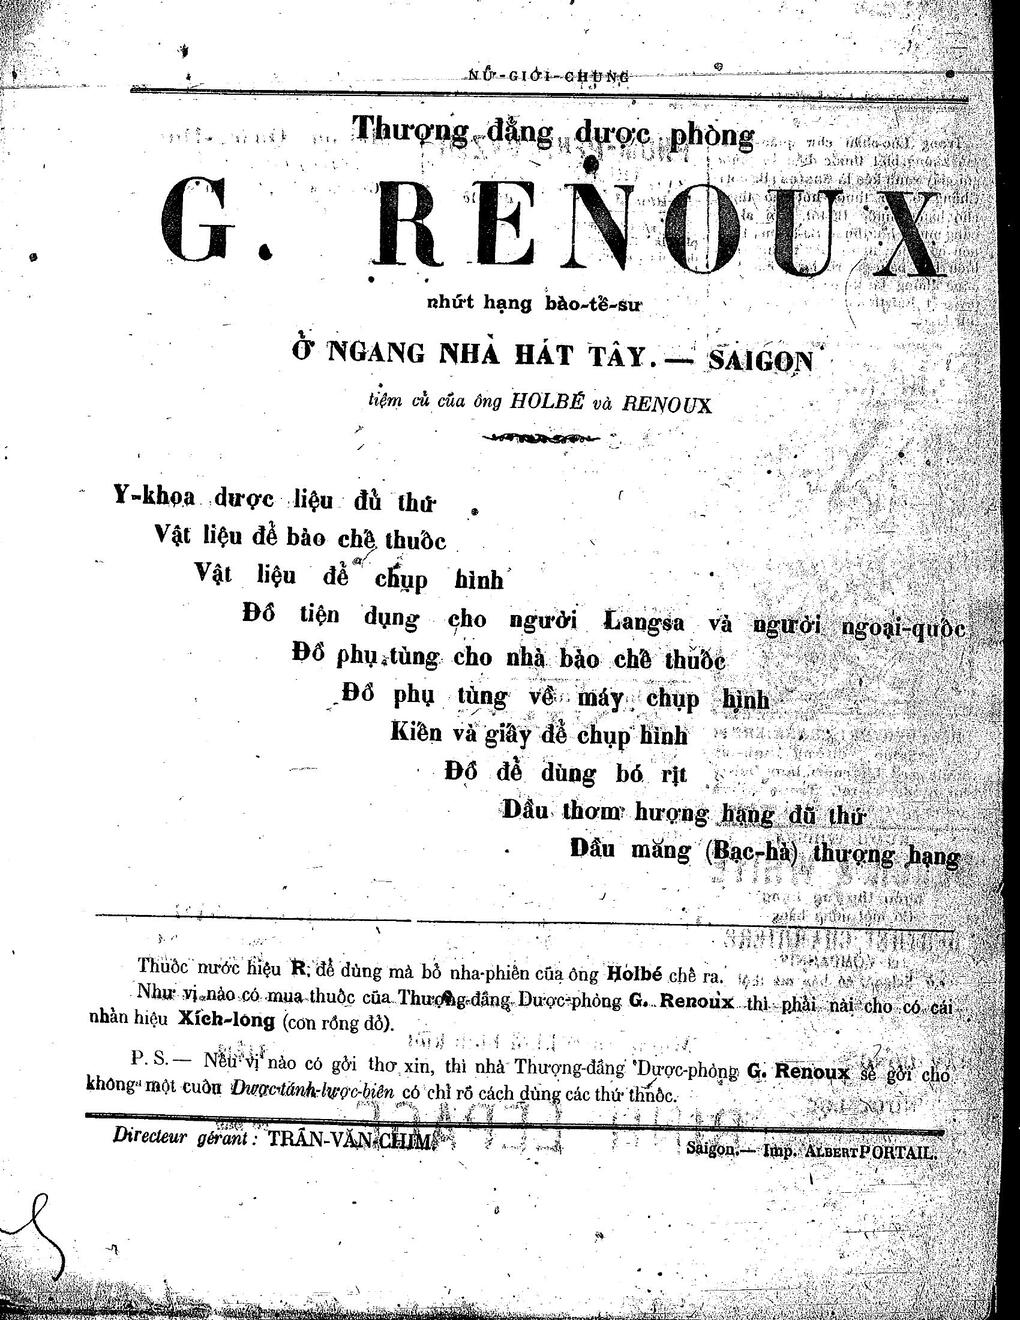 NỮ-GIỚI-CHUNG
Thượng đẳng dược phòng
G. RENOUX
nhứt hạng bào-tề-sư
Ở NGANG NHÀ HÁT TÂY. — SAIGON
tiệm củ của ông HOLBÉ và RENOUX
Y-khoa dược liệu đủ thứ
Vật liệu để bào chề thuốc
Vật liệu để chụp hình
Đồ tiện dụng cho người Langsa và người ngoại-quốc
Đồ phụ tùng cho nhà bào chề thuốc
Đồ phụ tùng về máy chụp hình
Kiền và giấy để chụp hình
Đồ để dùng bó rịt
Dầu thơm hượng hạng đủ thứ
Dầu măng (Bạc-hà) thượng hạng
Thuốc nước hiệu R. để dùng mà bỏ nha-phiền của ông Holbé chề ra.
Như vị nào có mua thuốc của Thượng-đẳng Dược-phòng G. Renoux thì phải nài cho có cái
nhản hiệu Xích-long (con rồng đỏ).
P. S. — Nếu vị nào có gởi thơ xin, thì nhà Thượng-đẳng Dược-phòng G. Renoux sẽ gởi cho
không một cuốn Dược-tánh-lược-biên có chỉ rõ cách dùng các thứ thuốc.
Directeur gérant : TRẦN-VĂN-CHIM.
Saigon.— Imp. ALBERT PORTAIL.